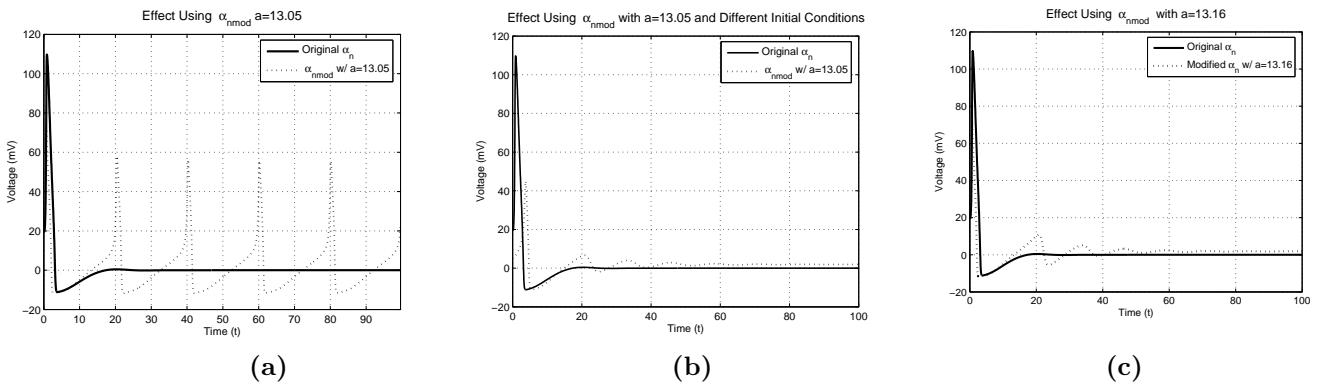 Effect Using α_nmod a=13.05
Original α_n
α_nmod w/ a=13.05
Voltage (mV)
120
100
80
60
40
20
0
−20
0 10 20 30 40 50 60 70 80 90
Time (t)
(a)
Effect Using α_nmod with a=13.05 and Different Initial Conditions
Original α_n
α_nmod w/ a=13.05
Voltage (mV)
120
100
80
60
40
20
0
−20
0 20 40 60 80 100
Time (t)
(b)
Effect Using α_nmod with a=13.16
Original α_n
Modified α_n w/ a=13.16
Voltage (mV)
120
100
80
60
40
20
0
−20
0 20 40 60 80 100
Time (t)
(c)